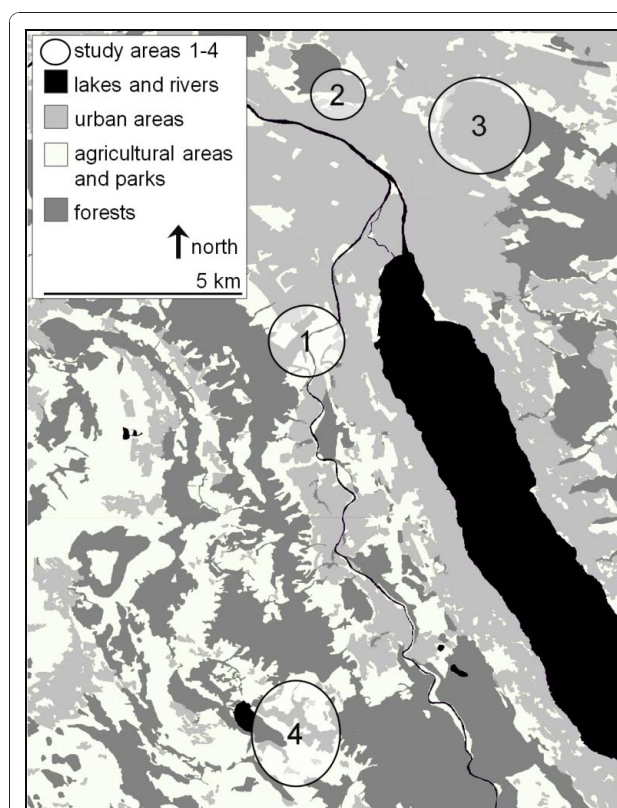 study areas 1-4
lakes and rivers
urban areas
agricultural areas
and parks
forests
north
5 km
2
3
1
4